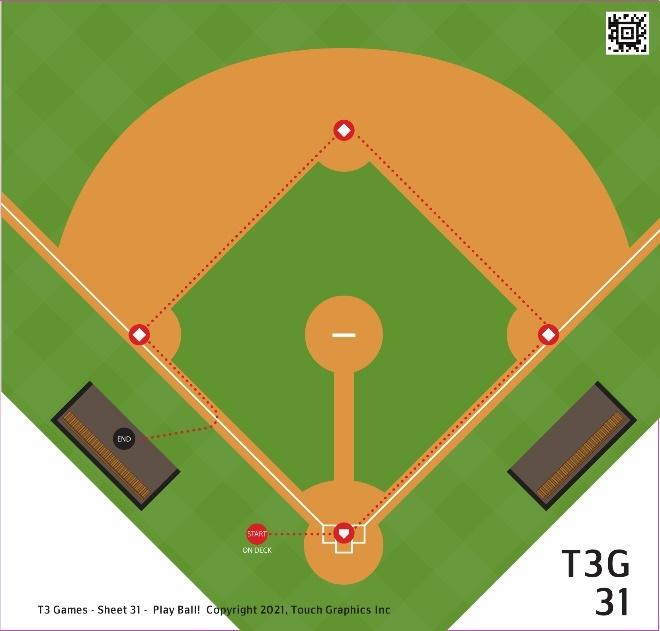 END
START
ON DECK
T3G
31
T3 Games - Sheet 31 - Play Ball! Copyright 2021, Touch Graphics Inc